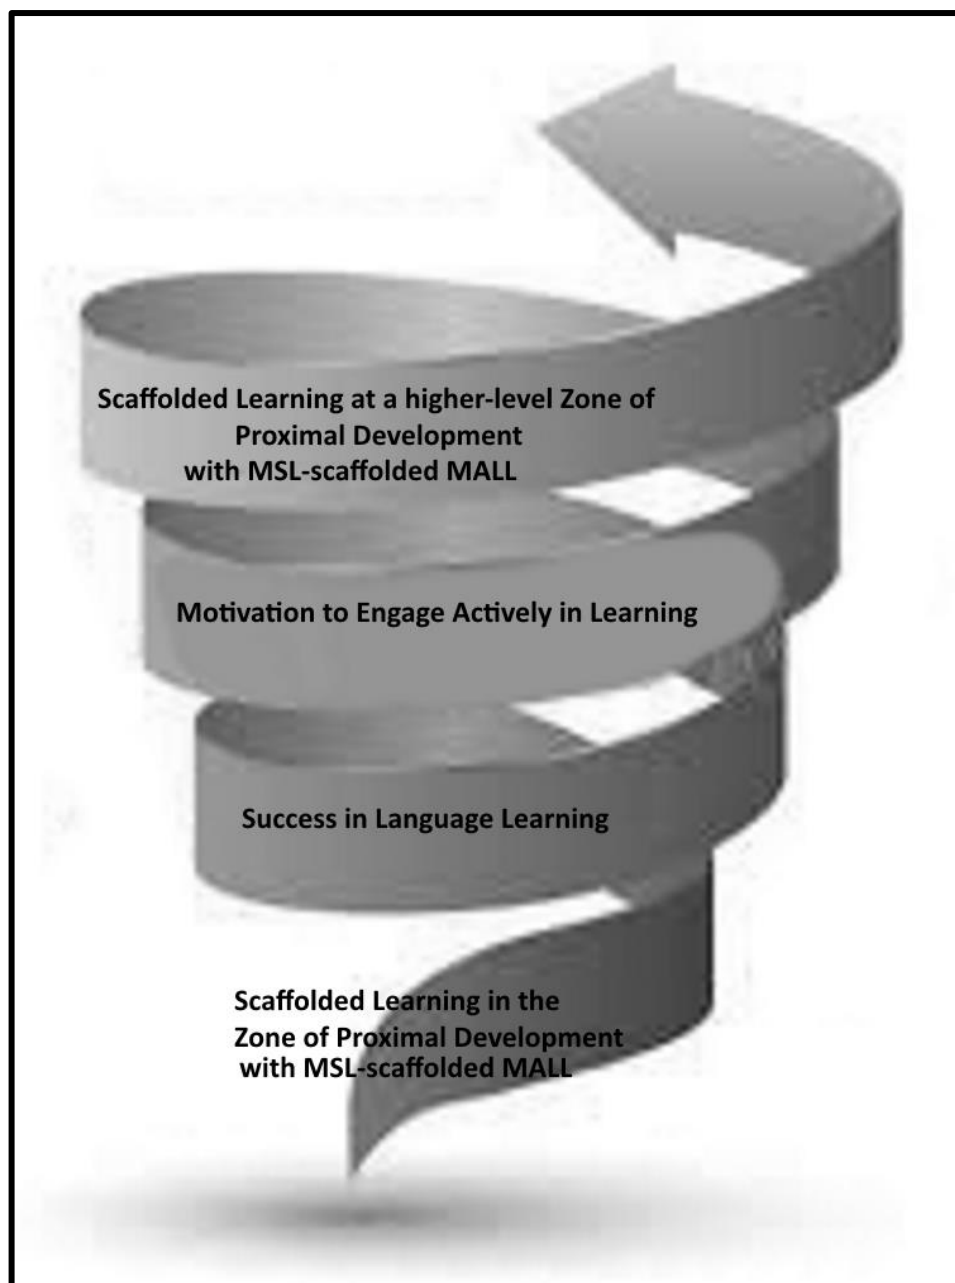 Scaffolded Learning at a higher-level Zone of
Proximal Development
with MSL-scaffolded MALL
Motivation to Engage Actively in Learning
Success in Language Learning
Scaffolded Learning in the
Zone of Proximal Development
with MSL-scaffolded MALL